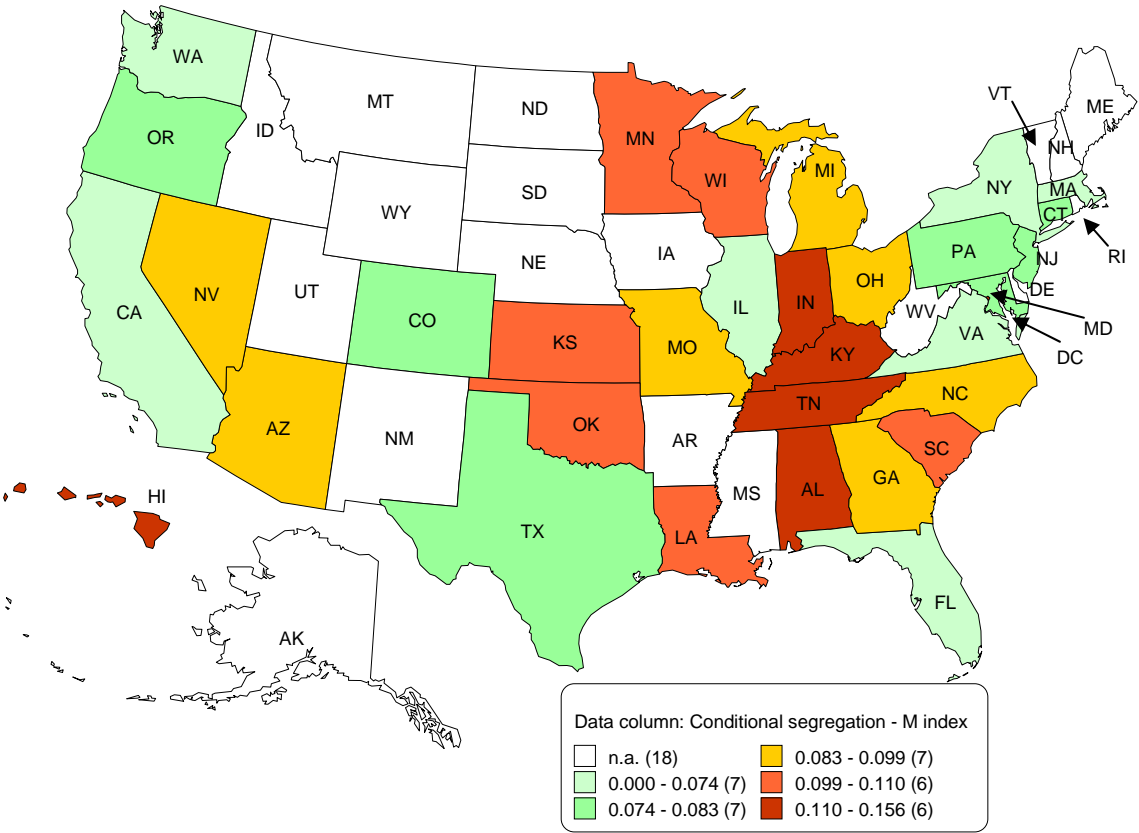 WA
MT
ND
MN
VT
ME
OR
ID
NH
SD
WI
MI
NY
MA
WY
CT
IA
PA
RI
NE
NJ
UT
NV
OH
DE
CA
CO
IL
IN
WV
MD
KS
MO
KY
VA
DC
AZ
NM
OK
AR
TN
NC
SC
MS
AL
GA
HI
TX
LA
FL
AK
Data column: Conditional segregation - M index
n.a. (18)
0.083 - 0.099 (7)
0.000 - 0.074 (7)
0.099 - 0.110 (6)
0.074 - 0.083 (7)
0.110 - 0.156 (6)